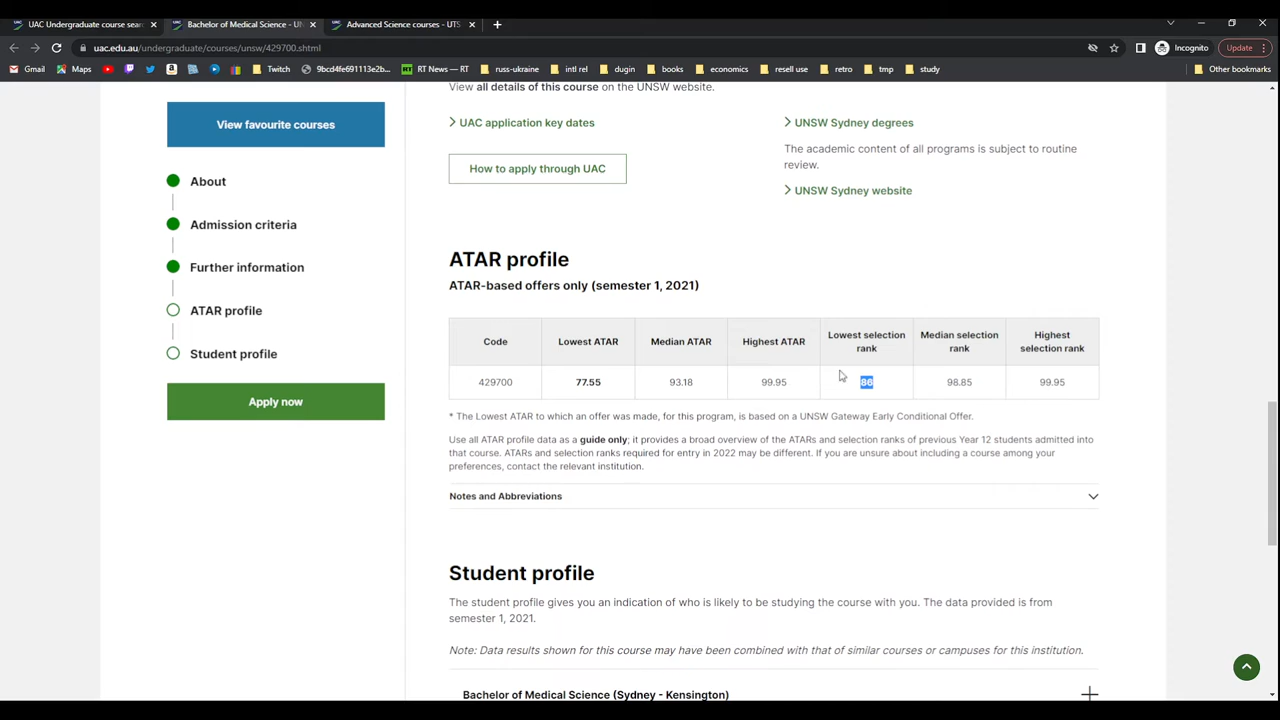 UAC Undergraduate course sear
Bachelor of Medical Science - UN
Advanced Science courses - UTS
uac.edu.au/undergraduate/courses/unsw/429700.shtml
Incognito
Update
Gmail
Maps
Twitch
9bcd4fe691113e2b...
RT News — RT
russ-ukraine
intl rel
dugin
books
economics
resell use
retro
tmp
study
Other bookmarks
View favourite courses
About
Admission criteria
Further information
ATAR profile
Student profile
Apply now
View all details of this course on the UNSW website.
UAC application key dates
How to apply through UAC
UNSW Sydney degrees
The academic content of all programs is subject to routine
review.
UNSW Sydney website
ATAR profile
ATAR-based offers only (semester 1, 2021)
Code Lowest ATAR Median ATAR Highest ATAR Lowest selection rank Median selection rank Highest selection rank
429700 77.55 93.18 99.95 86 98.85 99.95
* The Lowest ATAR to which an offer was made, for this program, is based on a UNSW Gateway Early Conditional Offer.
Use all ATAR profile data as a guide only; it provides a broad overview of the ATARs and selection ranks of previous Year 12 students admitted into
that course. ATARs and selection ranks required for entry in 2022 may be different. If you are unsure about including a course among your
preferences, contact the relevant institution.
Notes and Abbreviations
Student profile
The student profile gives you an indication of who is likely to be studying the course with you. The data provided is from
semester 1, 2021.
Note: Data results shown for this course may have been combined with that of similar courses or campuses for this institution.
Bachelor of Medical Science (Sydney - Kensington)